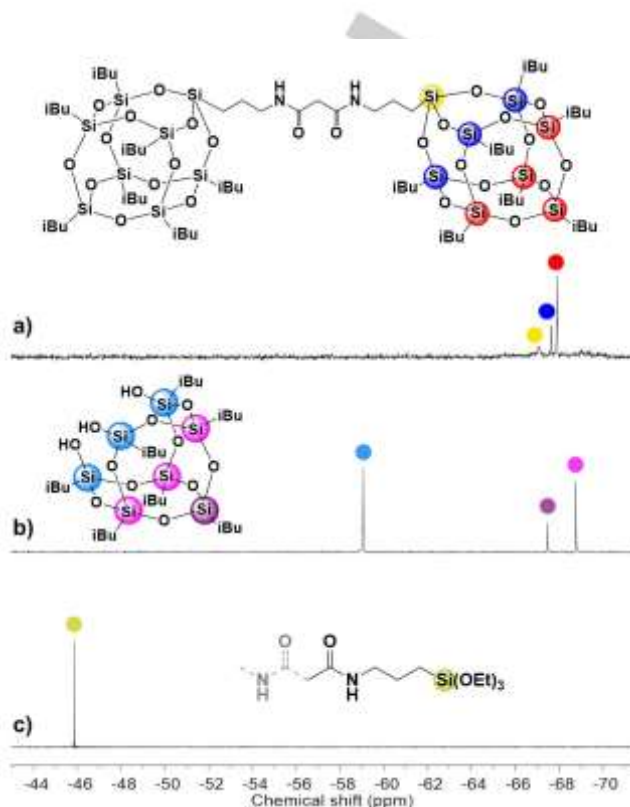 iBu
iBu
Si
O
Si
O
Si
H
N
H
N
O
O
Si
O
Si
iBu
O
Si
iBu
iBu
Si
iBu
Si
O
Si
iBu
Si
iBu
Si
iBu
iBu
Si
iBu
Si
iBu
Si
iBu
Si
iBu
Si
iBu
a)
iBu
HO
Si
O
iBu
HO
Si
O
Si
HO
iBu
O
iBu
Si
O
Si
O
iBu
Si
O
Si
iBu
iBu
b)
O
O
N
H
N
H
Si(OEt)3
c)
-44 -46 -48 -50 -52 -54 -56 -58 -60 -62 -64 -66 -68 -70
Chemical shift (ppm)